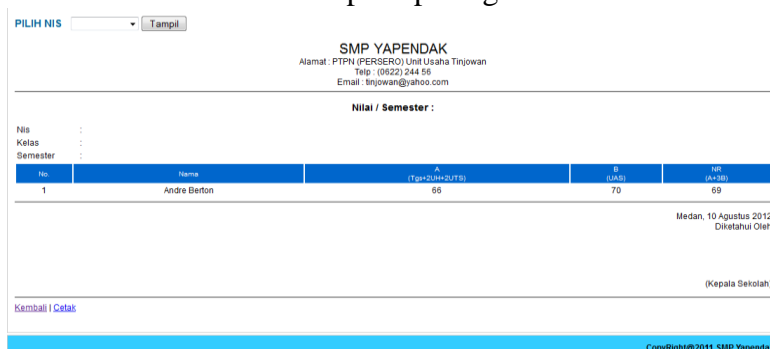 PILIH NIS Tampil
SMP YAPENDAK
Alamat : PTPN (PERSERO) Unit Usaha Tinjowan
Telp : (0622) 244 56
Email : tinjowan@yahoo.com
Nilai / Semester :
Nis :
Kelas :
Semester :
No. Nama A (Tgs+2UH+2UTS) B (UAS) NR (A+3B)
1 Andre Berton 66 70 69
Medan, 10 Agustus 2012
Diketahui Oleh
(Kepala Sekolah)
Kembali | Cetak
CopyRight@2011 SMP Yapenda